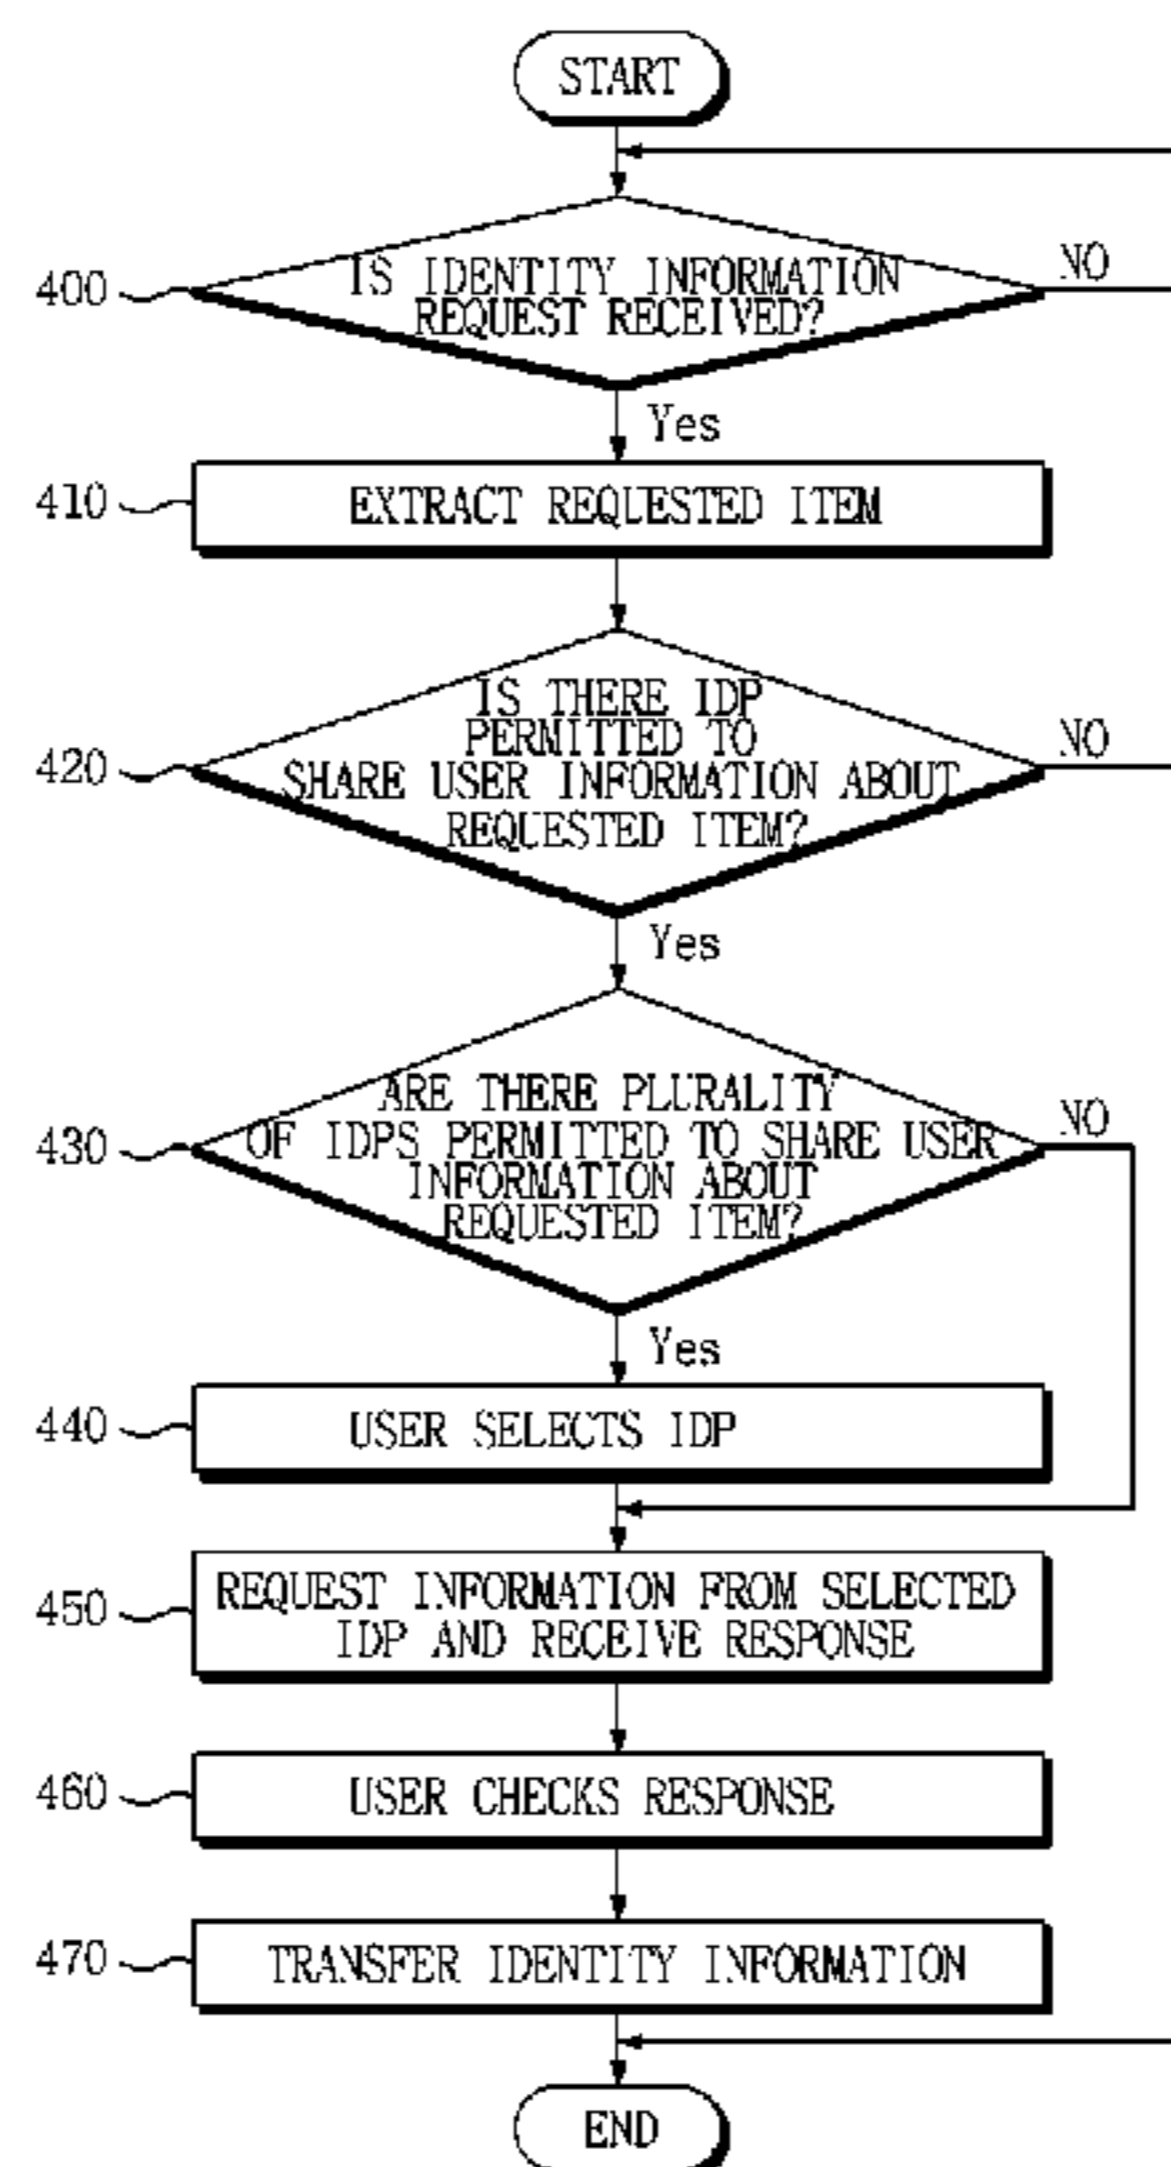 START
400
IS IDENTITY INFORMATION
REQUEST RECEIVED?
NO
Yes
410
EXTRACT REQUESTED ITEM
420
IS THERE IDP
PERMITTED TO
SHARE USER INFORMATION ABOUT
REQUESTED ITEM?
NO
Yes
430
ARE THERE PLURALITY
OF IDPS PERMITTED TO SHARE USER
INFORMATION ABOUT
REQUESTED ITEM?
NO
Yes
440
USER SELECTS IDP
450
REQUEST INFORMATION FROM SELECTED
IDP AND RECEIVE RESPONSE
460
USER CHECKS RESPONSE
470
TRANSFER IDENTITY INFORMATION
END